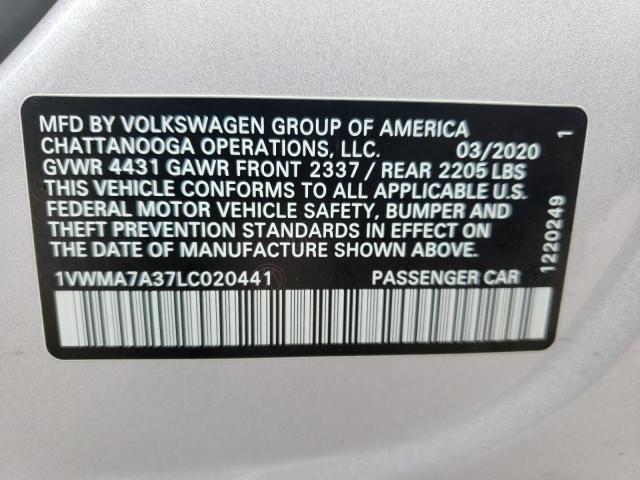 MFD BY VOLKSWAGEN GROUP OF AMERICA
CHATTANOOGA OPERATIONS, LLC. 03/2020
GVWR 4431 GAWR FRONT 2337 / REAR 2205 LBS
THIS VEHICLE CONFORMS TO ALL APPLICABLE U.S.
FEDERAL MOTOR VEHICLE SAFETY, BUMPER AND
THEFT PREVENTION STANDARDS IN EFFECT ON
THE DATE OF MANUFACTURE SHOWN ABOVE.
1VWMA7A37LC020441 PASSENGER CAR
1220249 1